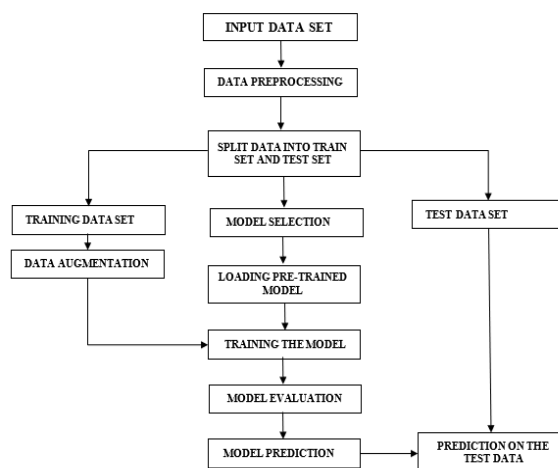 INPUT DATA SET
DATA PREPROCESSING
SPLIT DATA INTO TRAIN
SET AND TEST SET
TRAINING DATA SET
MODEL SELECTION
TEST DATA SET
DATA AUGMENTATION
LOADING PRE-TRAINED
MODEL
TRAINING THE MODEL
MODEL EVALUATION
MODEL PREDICTION
PREDICTION ON THE
TEST DATA